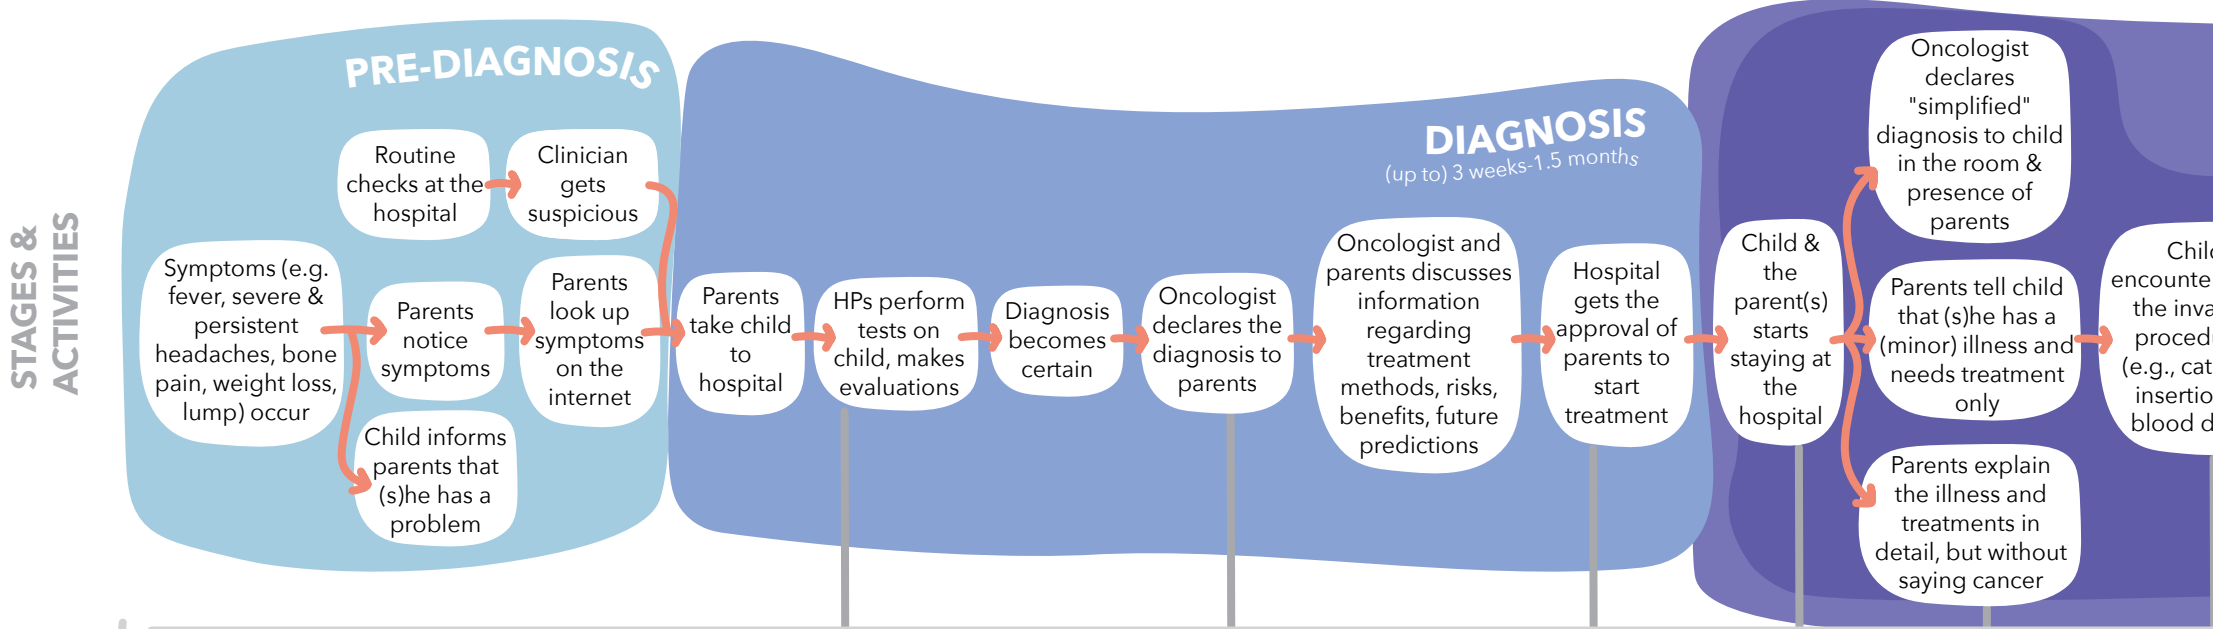 STAGES &
ACTIVITIES
PRE-DIAGNOSIS
Routine
checks at the
hospital
Clinician
gets
suspicious
Symptoms (e.g.
fever, severe &
persistent
headaches, bone
pain, weight loss,
lump) occur
Parents
notice
symptoms
Parents
look up
symptoms
on the
internet
Child informs
parents that
(s)he has a
problem
DIAGNOSIS
(up to) 3 weeks-1.5 months
Parents
take child
to
hospital
HPs perform
tests on
child, makes
evaluations
Diagnosis
becomes
certain
Oncologist
declares the
diagnosis to
parents
Oncologist and
parents discusses
information
regarding
treatment
methods, risks,
benefits, future
predictions
Hospital
gets the
approval of
parents to
start
treatment
Child &
the
parent(s)
starts
staying at
the
hospital
Oncologist
declares
"simplified"
diagnosis to child
in the room &
presence of
parents
Parents tell child
that (s)he has a
(minor) illness and
needs treatment
only
Parents explain
the illness and
treatments in
detail, but without
saying cancer
the
(e.g.,
blood